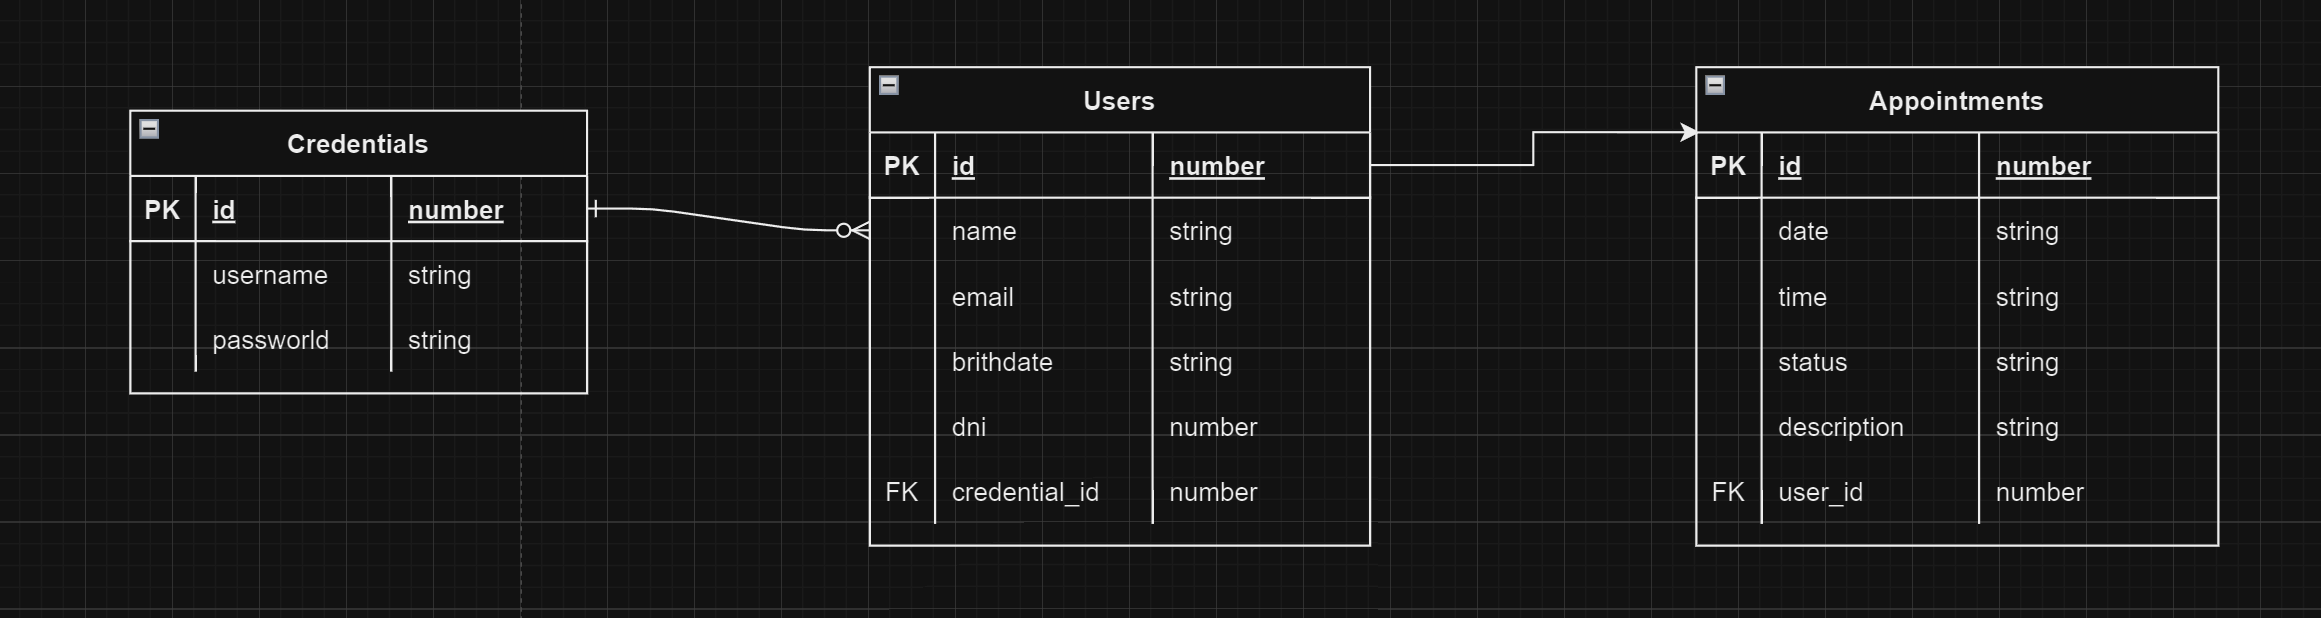 Credentials
PK id number
username string
passworld string
Users
PK id number
name string
email string
brithdate string
dni number
FK credential_id number
Appointments
PK id number
date string
time string
status string
description string
FK user_id number